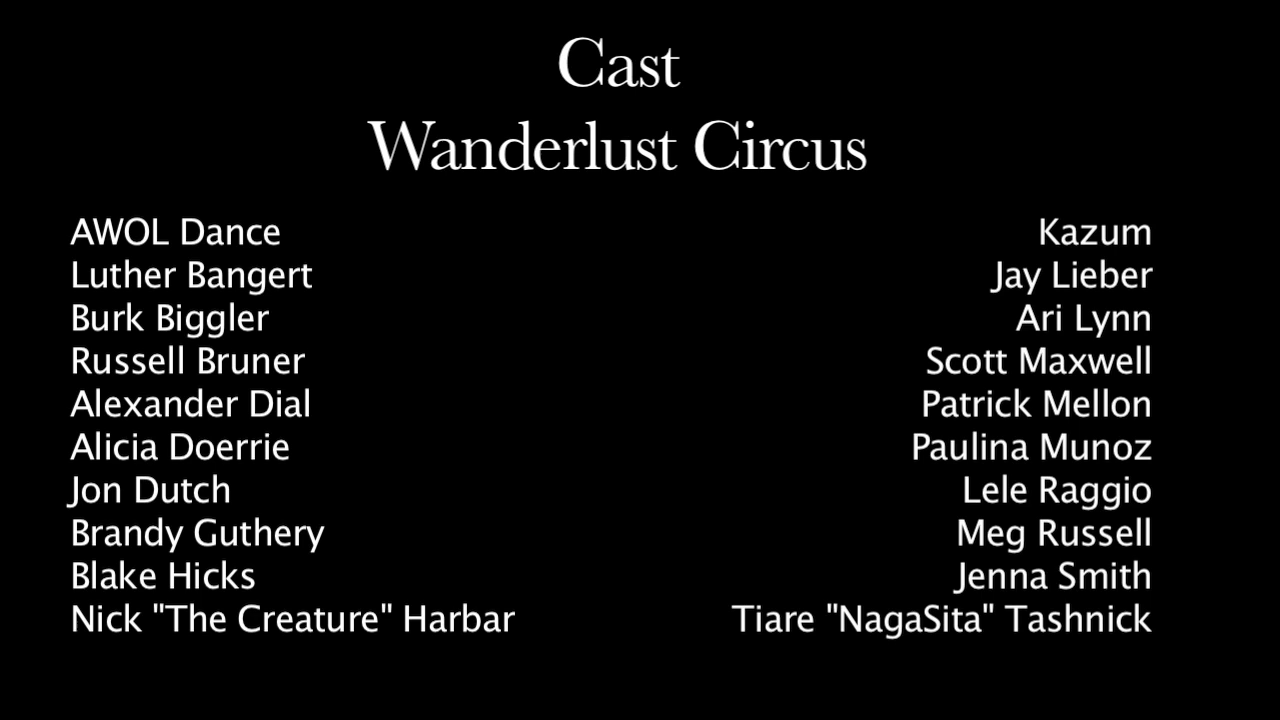 Cast
Wanderlust Circus
AWOL Dance
Luther Bangert
Burk Biggler
Russell Bruner
Alexander Dial
Alicia Doerrie
Jon Dutch
Brandy Guthery
Blake Hicks
Nick "The Creature" Harbar
Kazum
Jay Lieber
Ari Lynn
Scott Maxwell
Patrick Mellon
Paulina Munoz
Lele Raggio
Meg Russell
Jenna Smith
Tiare "NagaSita" Tashnick